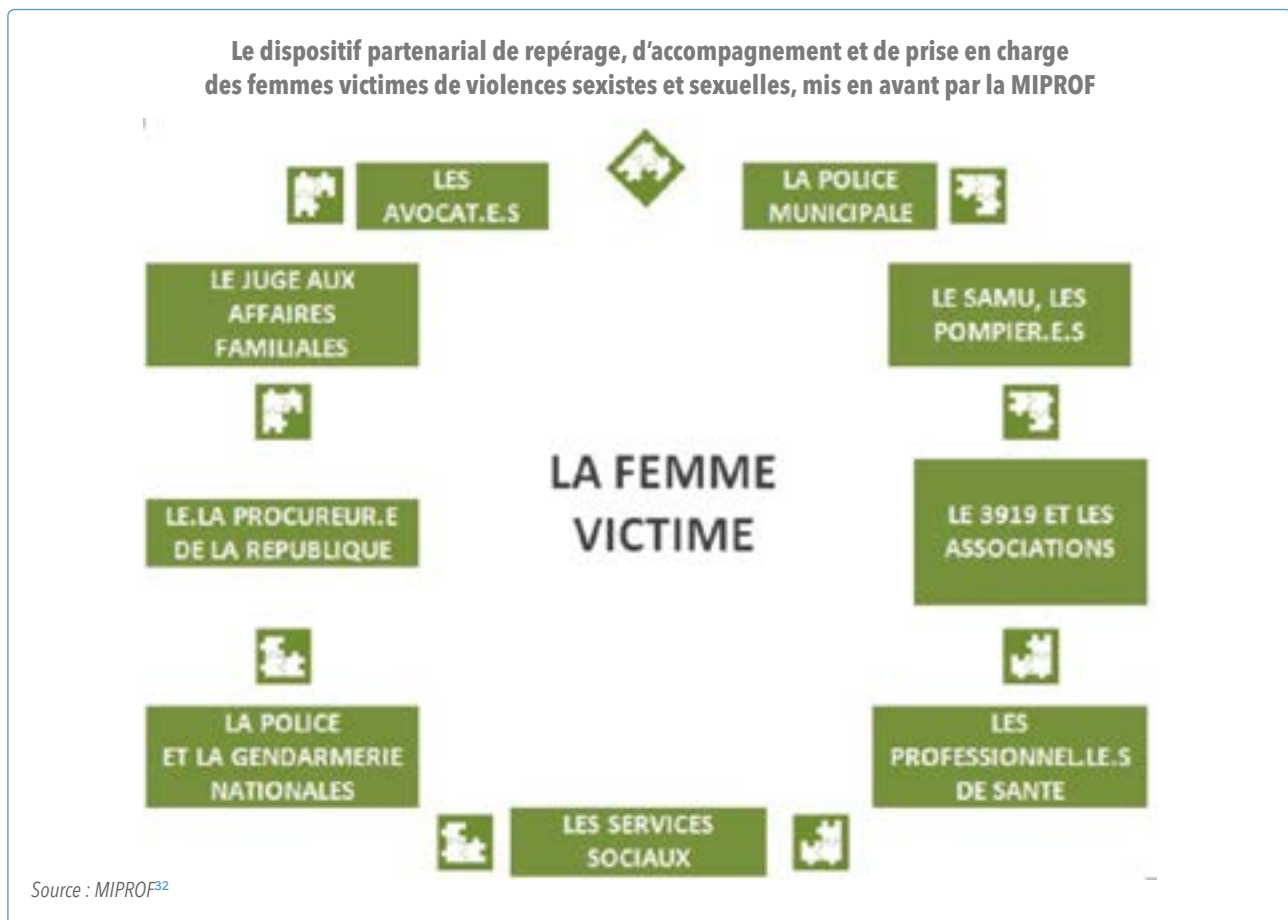 Le dispositif partenarial de repérage, d’accompagnement et de prise en charge
des femmes victimes de violences sexistes et sexuelles, mis en avant par la MIPROF
LES
AVOCAT.E.S
LA POLICE
MUNICIPALE
LE JUGE AUX
AFFAIRES
FAMILIALES
LE SAMU, LES
POMPIER.E.S
LA FEMME
VICTIME
LE.LA PROCUREUR.E
DE LA REPUBLIQUE
LE 3919 ET LES
ASSOCIATIONS
LA POLICE
ET LA GENDARMERIE
NATIONALES
LES
PROFESSIONNEL.LE.S
DE SANTE
LES SERVICES
SOCIAUX
Source : MIPROF32